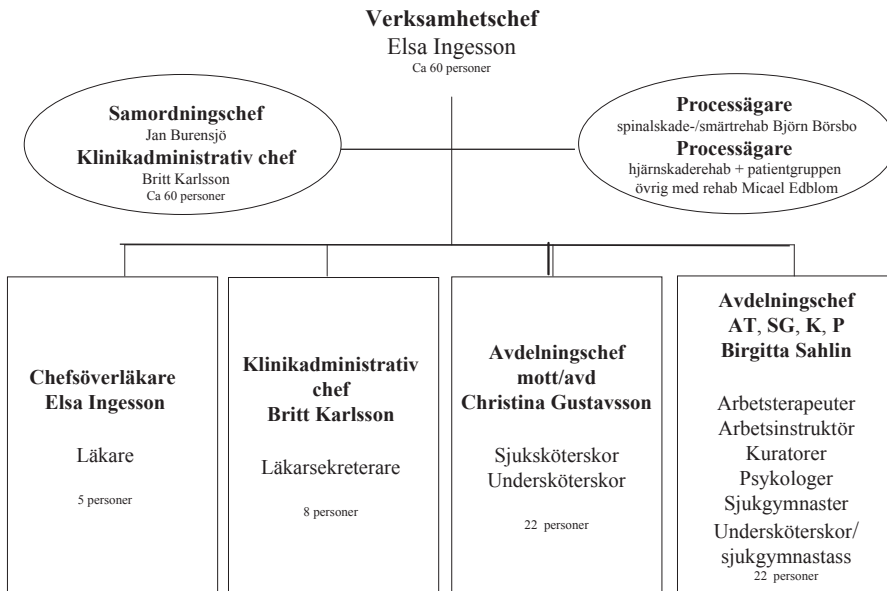 Verksamhetschef
Elsa Ingesson
Ca 60 personer
Samordningschef
Jan Burensjö
Klinikadministrativ chef
Britt Karlsson
Ca 60 personer
Processägare
spinalskade-/smärtrehab Björn Börsbo
Processägare
hjärnskaderehab + patientgruppen
övrig med rehab Micael Edblom
Chefsöverläkare
Elsa Ingesson
Läkare
5 personer
Klinikadministrativ
chef
Britt Karlsson
Läkarsekreterare
8 personer
Avdelningschef
mott/avd
Christina Gustavsson
Sjuksköterskor
Undersköterskor
22 personer
Avdelningschef
AT, SG, K, P
Birgitta Sahlin
Arbetsterapeuter
Arbetsinstruktör
Kuratorer
Psykologer
Sjukgymnaster
Undersköterskor/
sjukgymnastass
22 personer